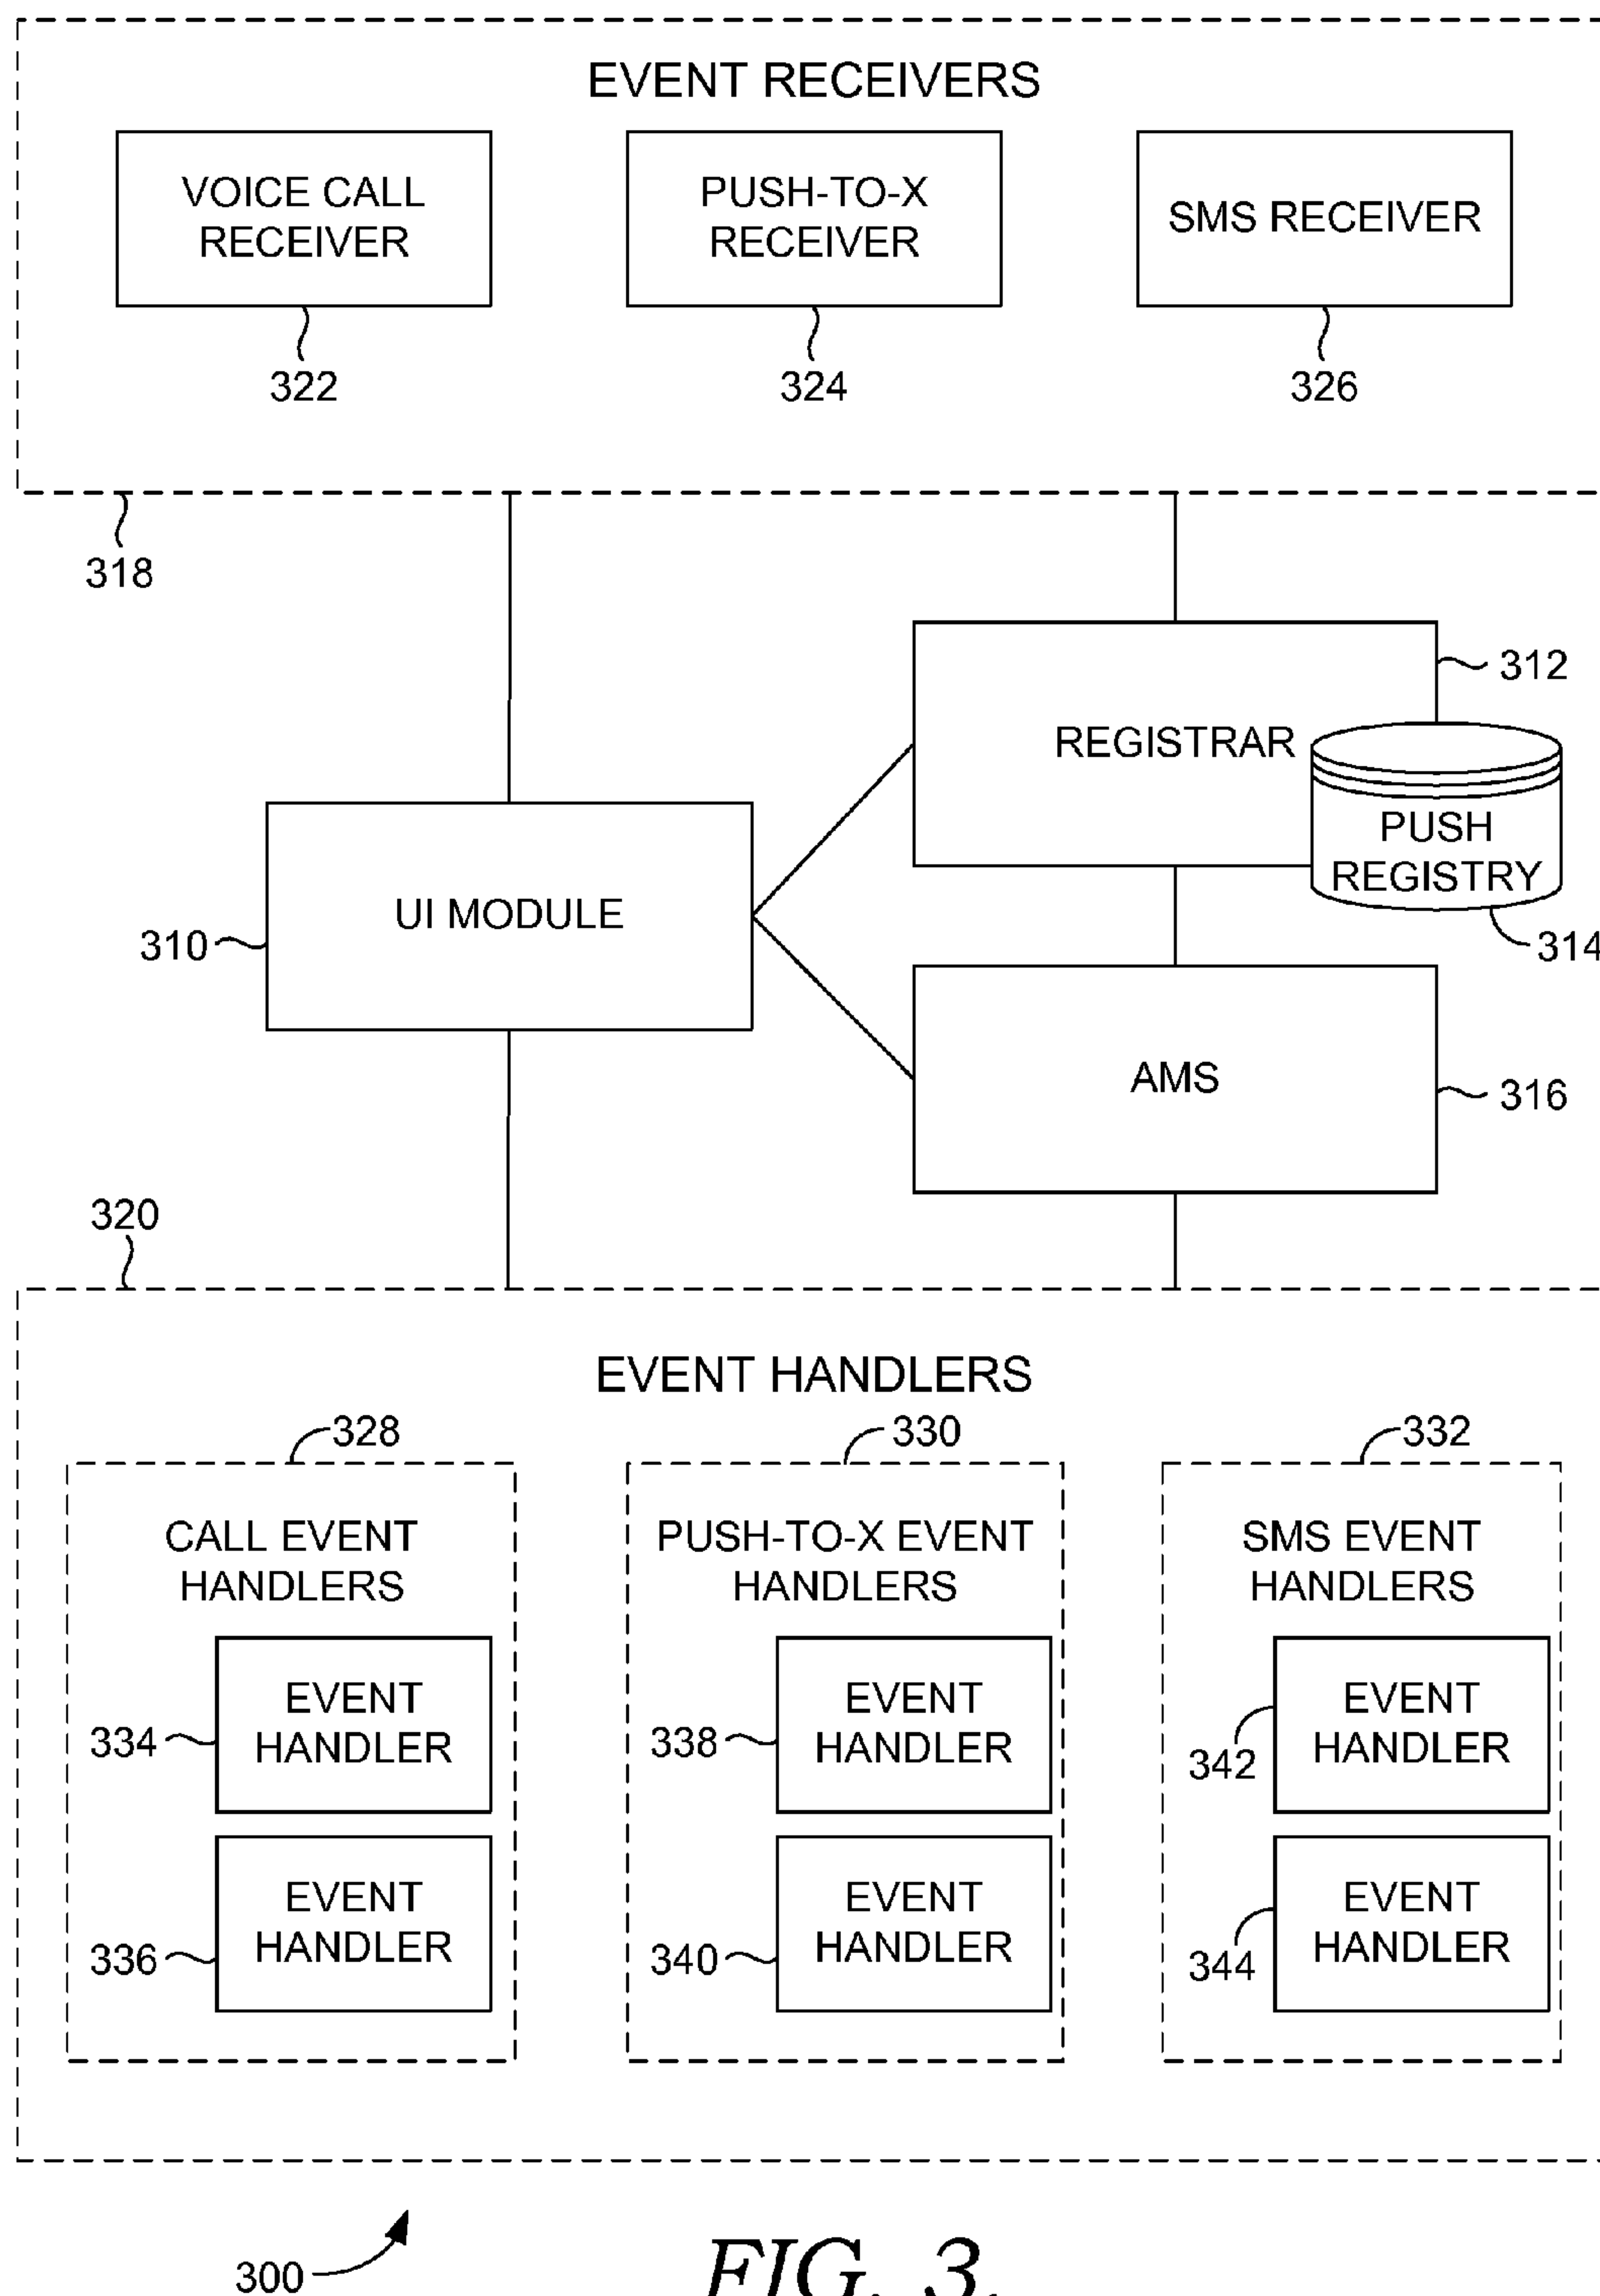 EVENT RECEIVERS
VOICE CALL
RECEIVER
PUSH-TO-X
RECEIVER
SMS RECEIVER
322
324
326
318
312
REGISTRAR
PUSH
REGISTRY
314
UI MODULE
310
AMS
316
320
EVENT HANDLERS
328
330
332
CALL EVENT
HANDLERS
PUSH-TO-X EVENT
HANDLERS
SMS EVENT
HANDLERS
EVENT
HANDLER
334
EVENT
HANDLER
338
EVENT
HANDLER
342
EVENT
HANDLER
336
EVENT
HANDLER
340
EVENT
HANDLER
344
300
FIG. 3.